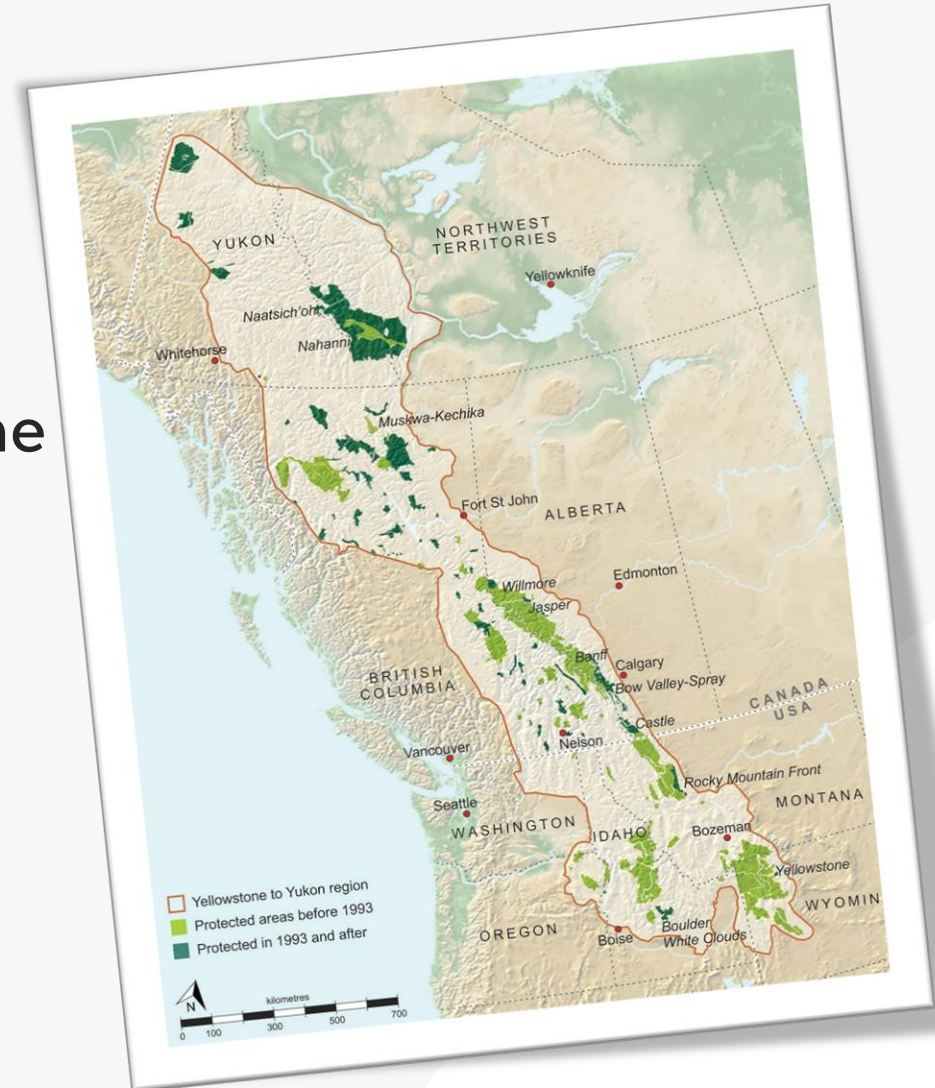 ne
YUKON
NORTHWEST
TERRITORIES
Yellowknife
Naatsich'oh
Nahanni
Whitehorse
Muskwa-Kechika
Fort St John
ALBERTA
Edmonton
Willmore
Jasper
Banff
Calgary
Bow Valley-Spray
BRITISH
COLUMBIA
CANADA
USA
Castle
Nelson
Vancouver
Rocky Mountain Front
Seattle
MONTANA
WASHINGTON
IDAHO
Bozeman
Yellowstone
WYOMIN
OREGON
Boise
Boulder
White Clouds
Yellowstone to Yukon region
Protected areas before 1993
Protected in 1993 and after
N
kilometres
0 100 300 500 700